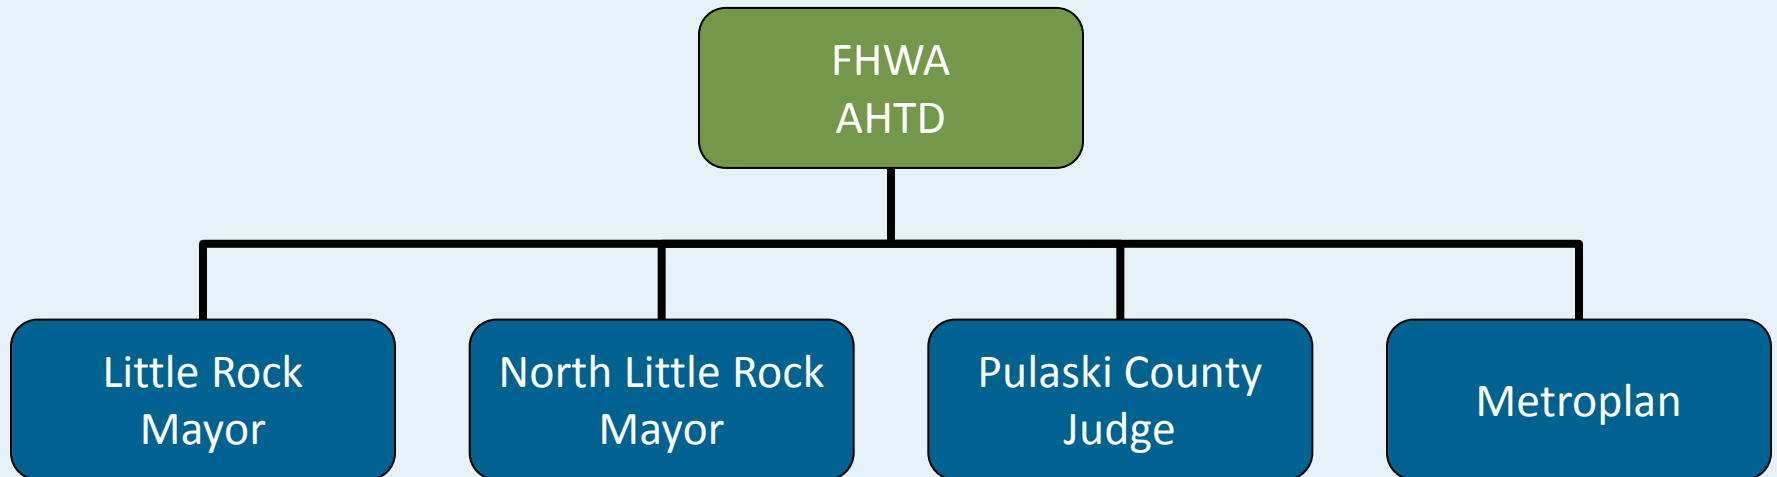 FHWA
AHTD
Little Rock
Mayor
North Little Rock
Mayor
Pulaski County
Judge
Metroplan